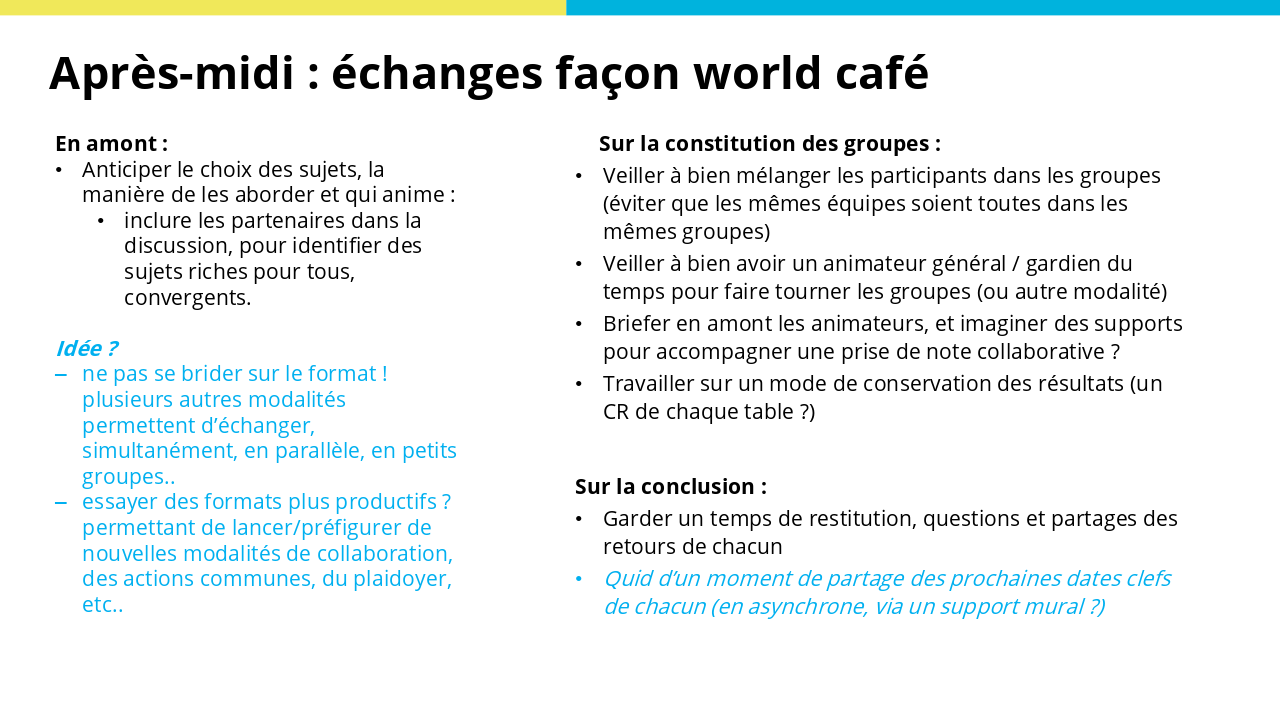 Après-midi : échanges façon world café
En amont :
• Anticiper le choix des sujets, la
manière de les aborder et qui anime :
• inclure les partenaires dans la
discussion, pour identifier des
sujets riches pour tous,
convergents.
Idée ?
– ne pas se brider sur le format !
plusieurs autres modalités
permettent d’échanger,
simultanément, en parallèle, en petits
groupes..
– essayer des formats plus productifs ?
permettant de lancer/préfigurer de
nouvelles modalités de collaboration,
des actions communes, du plaidoyer,
etc..
Sur la constitution des groupes :
• Veiller à bien mélanger les participants dans les groupes
(éviter que les mêmes équipes soient toutes dans les
mêmes groupes)
• Veiller à bien avoir un animateur général / gardien du
temps pour faire tourner les groupes (ou autre modalité)
• Briefer en amont les animateurs, et imaginer des supports
pour accompagner une prise de note collaborative ?
• Travailler sur un mode de conservation des résultats (un
CR de chaque table ?)
Sur la conclusion :
• Garder un temps de restitution, questions et partages des
retours de chacun
• Quid d’un moment de partage des prochaines dates clefs
de chacun (en asynchrone, via un support mural ?)